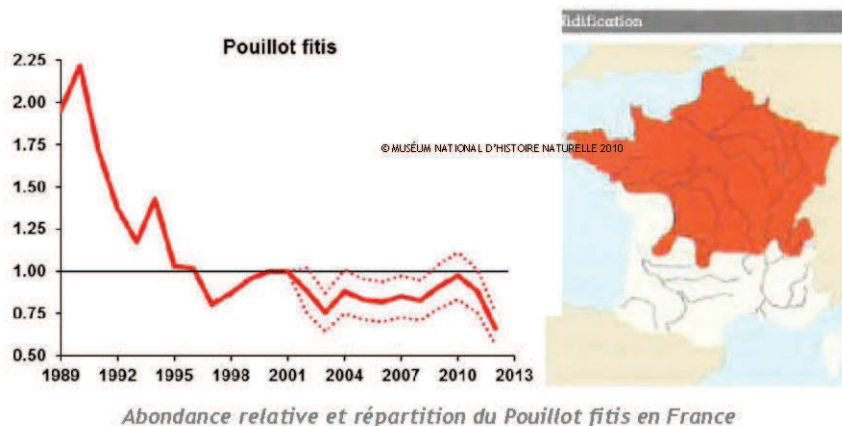 Pouillot fitis
2.25
2.00
1.75
1.50
1.25
1.00
0.75
0.50
1989 1992 1995 1998 2001 2004 2007 2010 2013
© MUSÉUM NATIONAL D'HISTOIRE NATURELLE 2010
idification
Abondance relative et répartition du Pouillot fitis en France